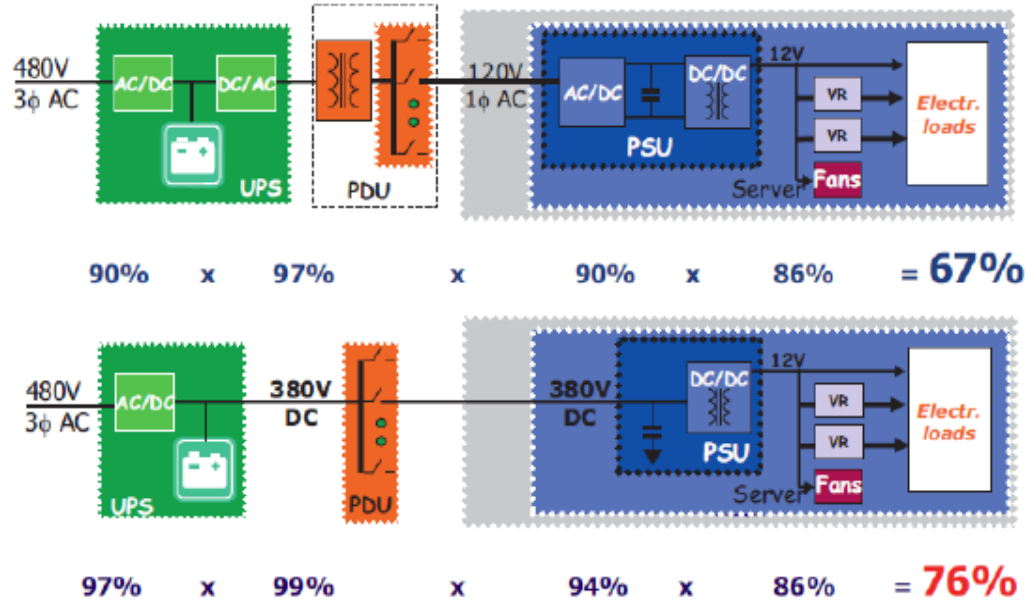 480V
3ϕ AC
AC/DC
DC/AC
UPS
PDU
120V
1ϕ AC
AC/DC
DC/DC
PSU
12V
VR
VR
Fans
Server
Electr.
loads
90% x 97% x 90% x 86% = 67%
480V
3ϕ AC
AC/DC
UPS
380V
DC
PDU
380V
DC
DC/DC
PSU
12V
VR
VR
Fans
Server
Electr.
loads
97% x 99% x 94% x 86% = 76%